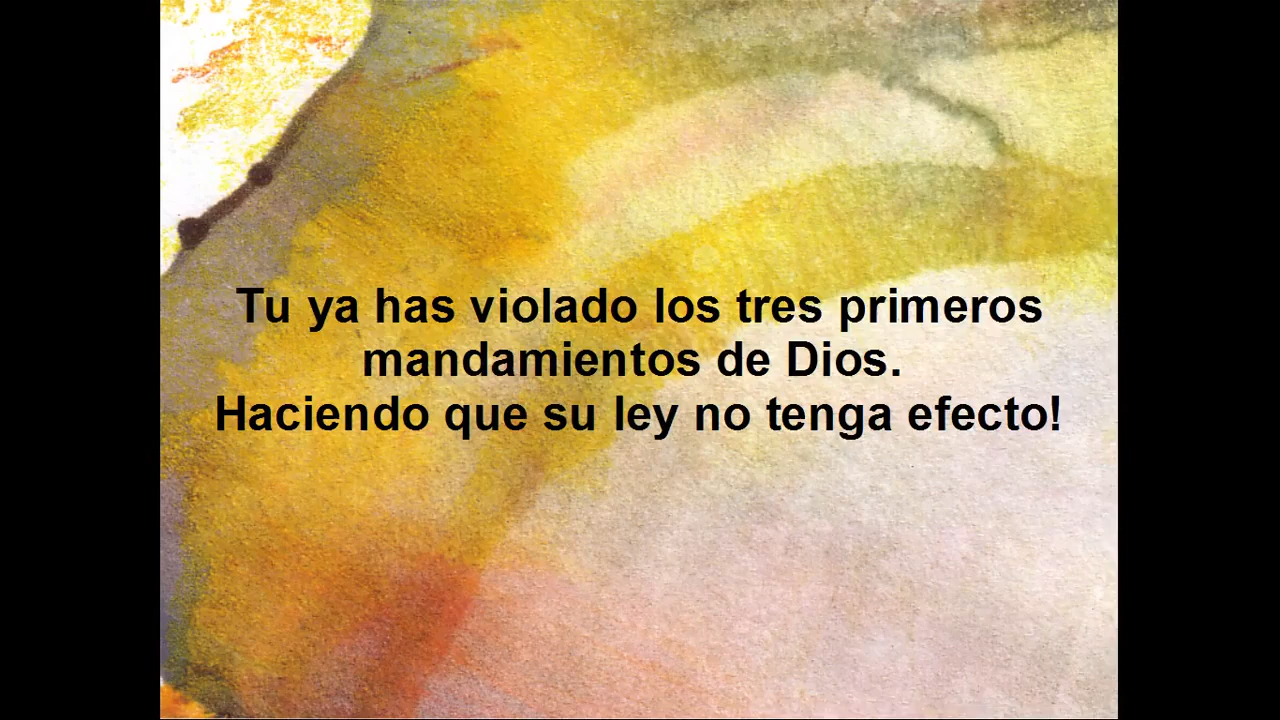 Tu ya has violado los tres primeros
mandamientos de Dios.
Haciendo que su ley no tenga efecto!